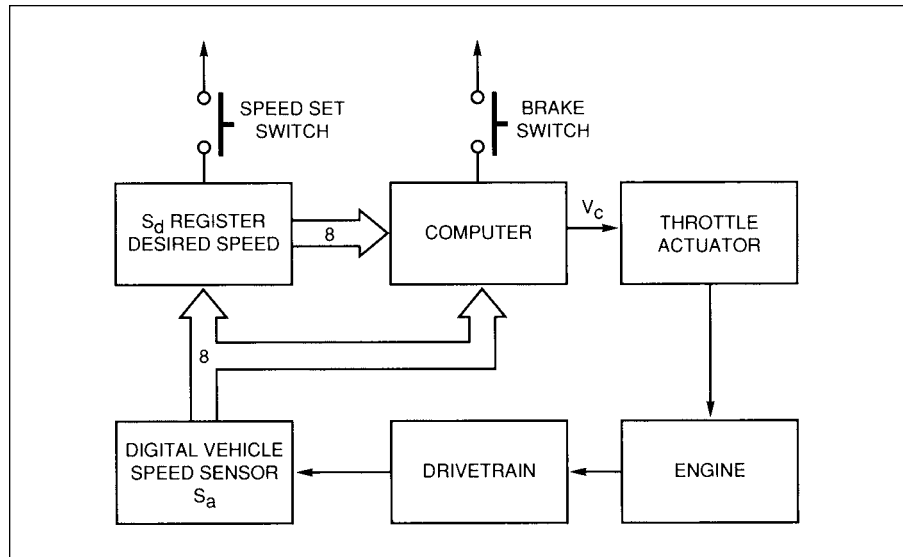 SPEED SET
SWITCH
BRAKE
SWITCH
Sd REGISTER
DESIRED SPEED
8
COMPUTER
Vc
THROTTLE
ACTUATOR
8
DIGITAL VEHICLE
SPEED SENSOR
Sa
DRIVETRAIN
ENGINE